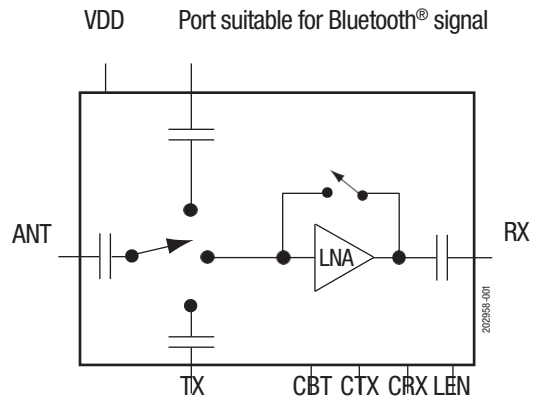 VDD Port suitable for Bluetooth® signal
ANT
LNA
RX
202958-001
TX CBT CTX CRX LEN